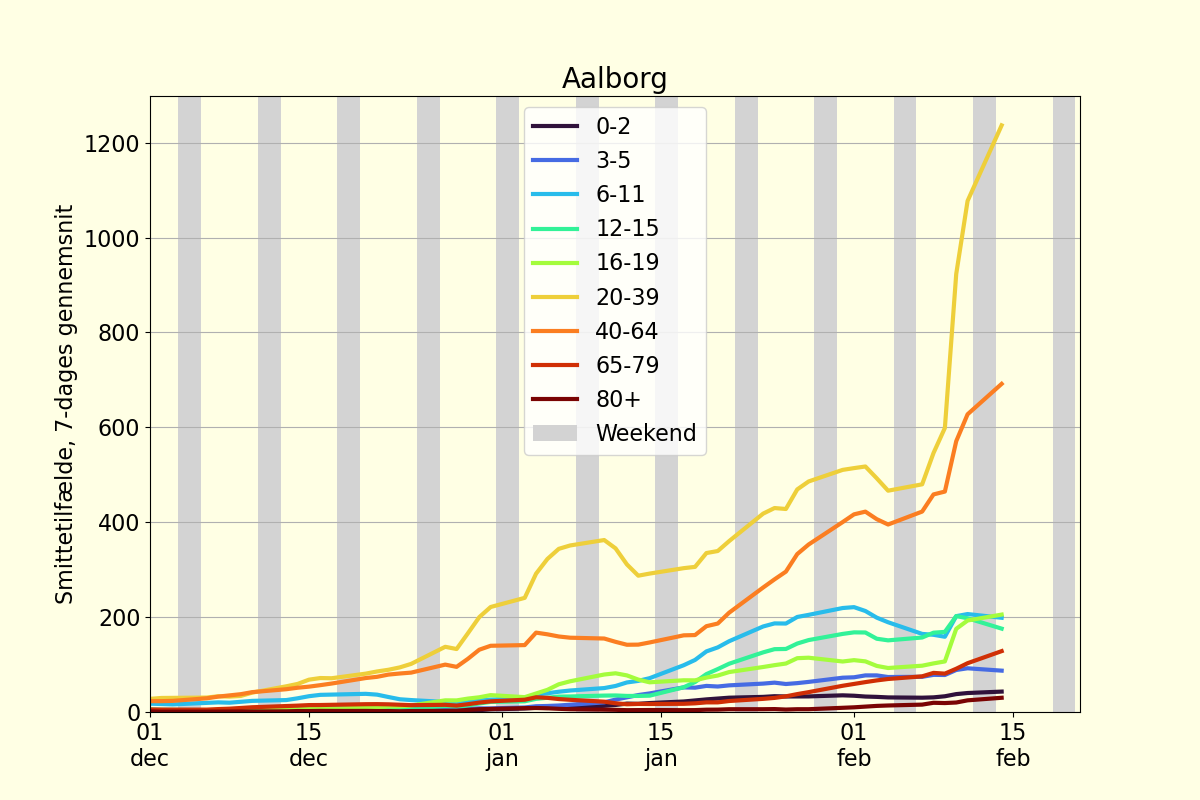 Aalborg
Smittetilfælde, 7-dages gennemsnit
1200
1000
800
600
400
200
0
0-2
3-5
6-11
12-15
16-19
20-39
40-64
65-79
80+
Weekend
01 dec
15 dec
01 jan
15 jan
01 feb
15 feb